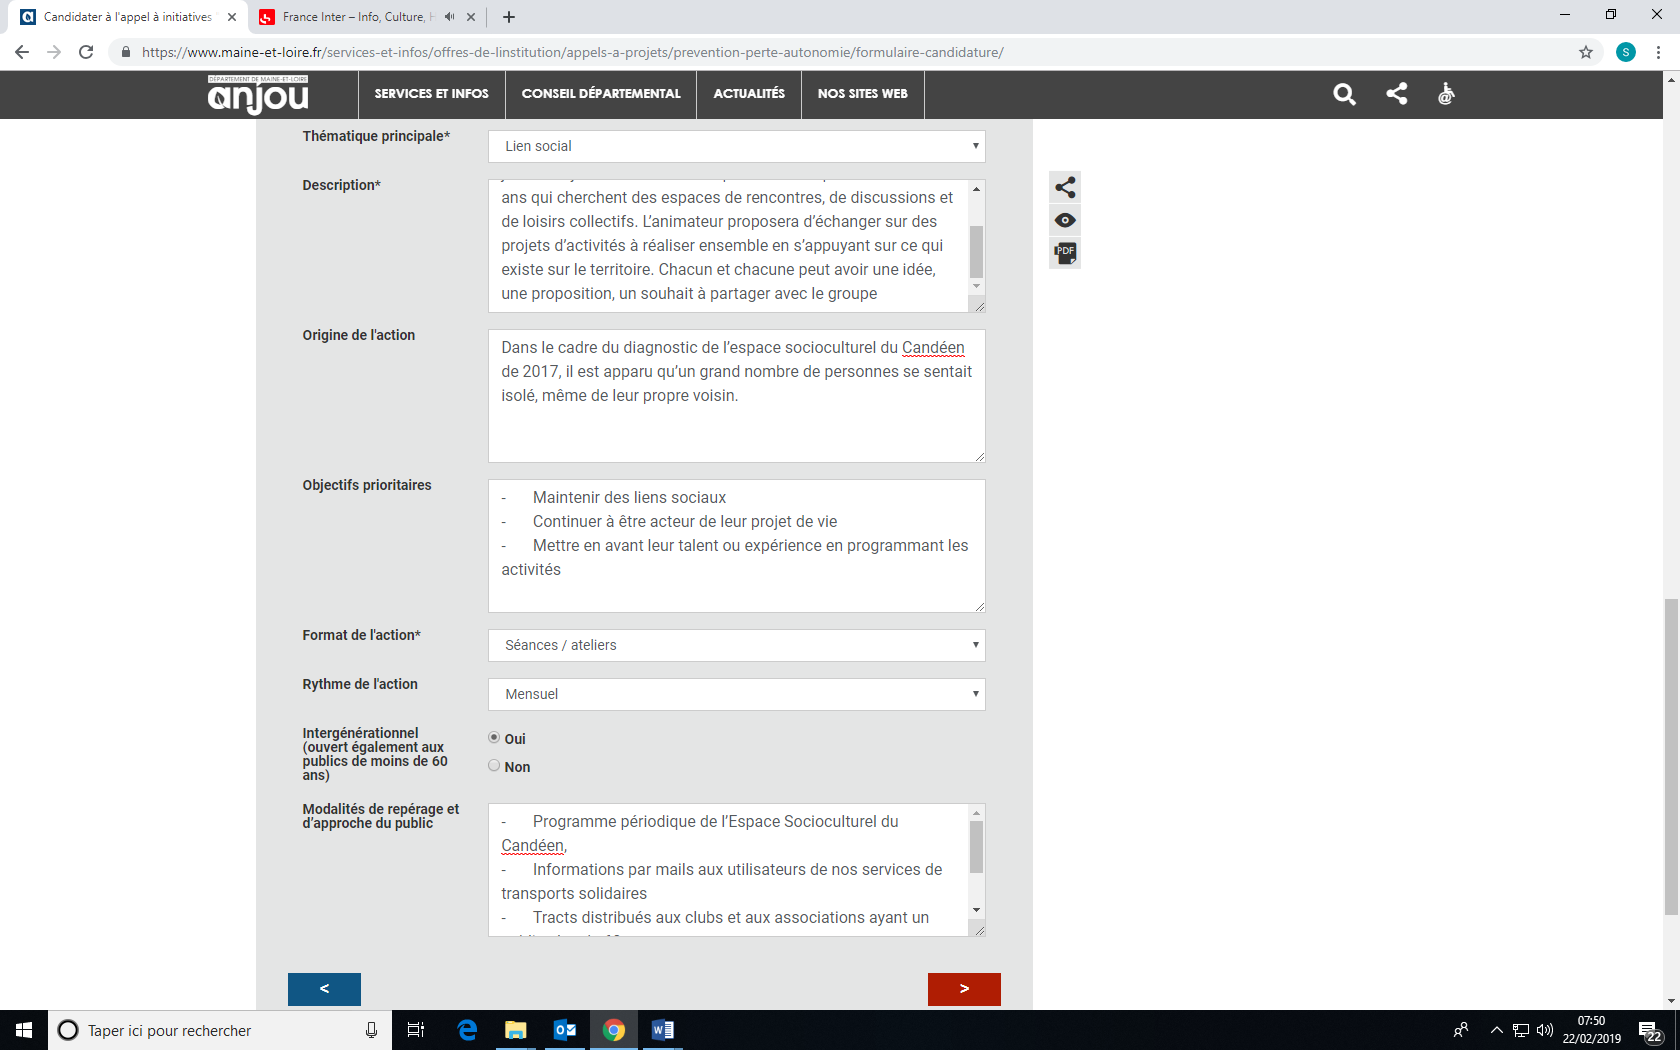 Candidater à l'appel à initiatives
France Inter – Info, Culture, H
https://www.maine-et-loire.fr/services-et-infos/offres-de-linstitution/appels-a-projets/prevention-perte-autonomie/formulaire-candidature/
S
DÉPARTEMENT DE MAINE-ET-LOIRE
anjou
SERVICES ET INFOS
CONSEIL DÉPARTEMENTAL
ACTUALITÉS
NOS SITES WEB
Thématique principale*
Lien social
Description*
ans qui cherchent des espaces de rencontres, de discussions et
de loisirs collectifs. L’animateur proposera d’échanger sur des
projets d’activités à réaliser ensemble en s’appuyant sur ce qui
existe sur le territoire. Chacun et chacune peut avoir une idée,
une proposition, un souhait à partager avec le groupe
PDF
Origine de l'action
Dans le cadre du diagnostic de l’espace socioculturel du Candéen
de 2017, il est apparu qu’un grand nombre de personnes se sentait
isolé, même de leur propre voisin.
Objectifs prioritaires
- Maintenir des liens sociaux
- Continuer à être acteur de leur projet de vie
- Mettre en avant leur talent ou expérience en programmant les
activités
Format de l'action*
Séances / ateliers
Rythme de l'action
Mensuel
Intergénérationnel
(ouvert également aux
publics de moins de 60
ans)
Oui
Non
Modalités de repérage et
d’approche du public
- Programme périodique de l’Espace Socioculturel du
Candéen,
- Informations par mails aux utilisateurs de nos services de
transports solidaires
- Tracts distribués aux clubs et aux associations ayant un
<
>
Taper ici pour rechercher
07:50
22/02/2019
22